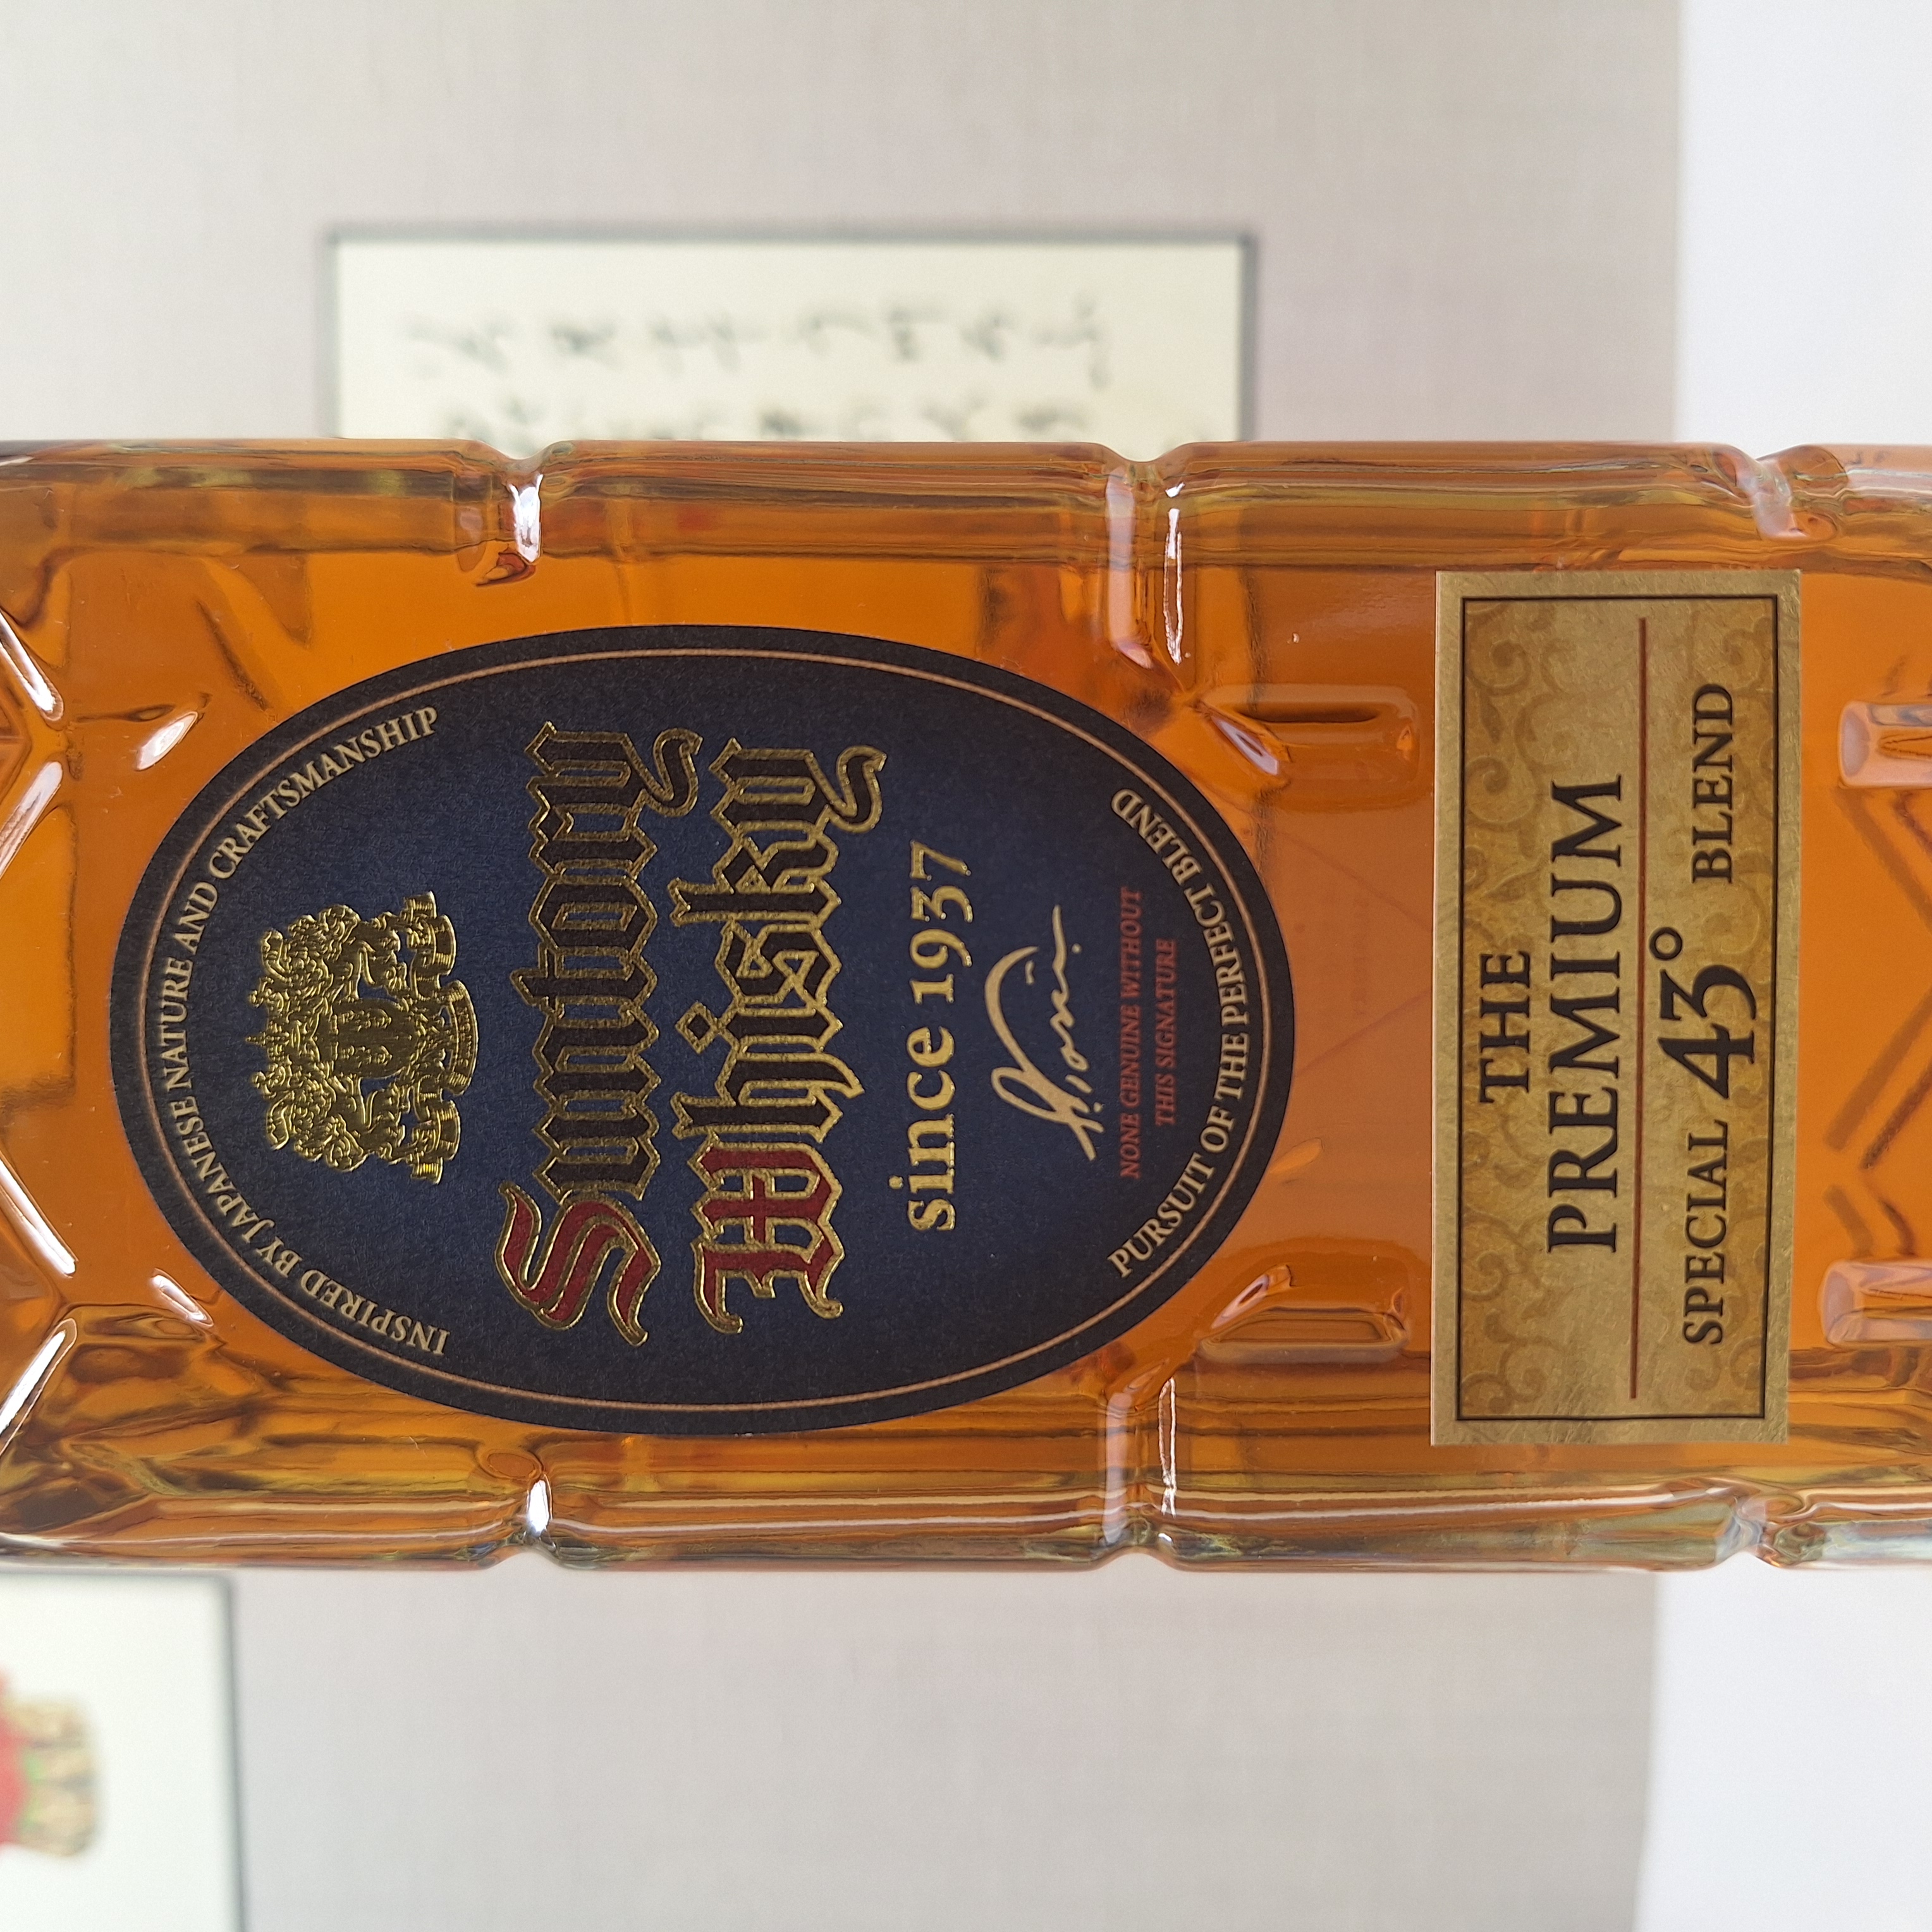 INSPIRED BY JAPANESE NATURE AND CRAFTSMANSHIP
Suntory
Whisky
since 1937
NONE GENUINE WITHOUT
THIS SIGNATURE
PURSUIT OF THE PERFECT BLEND
THE
PREMIUM
SPECIAL 43° BLEND